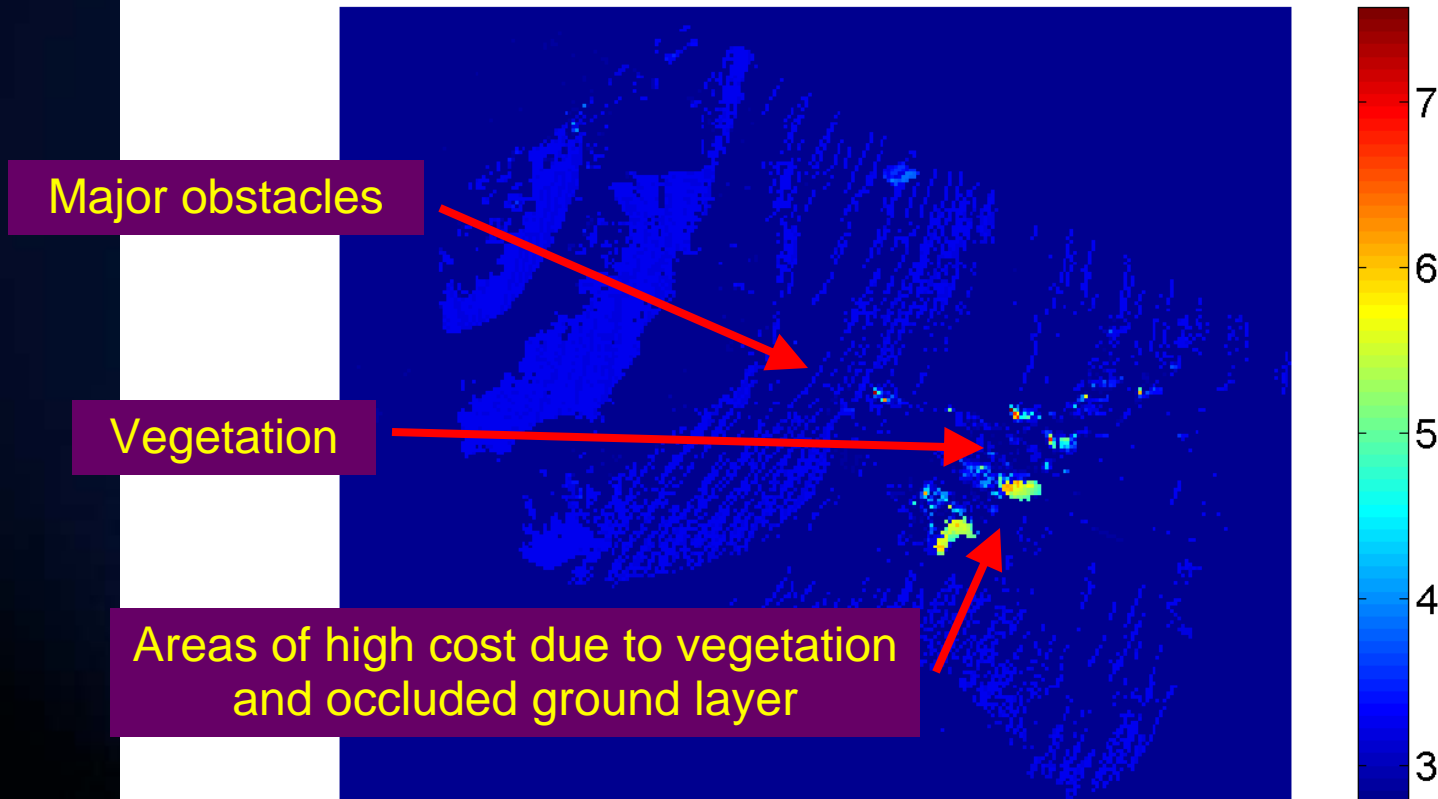 Major obstacles
Vegetation
Areas of high cost due to vegetation
and occluded ground layer
7
6
5
4
3